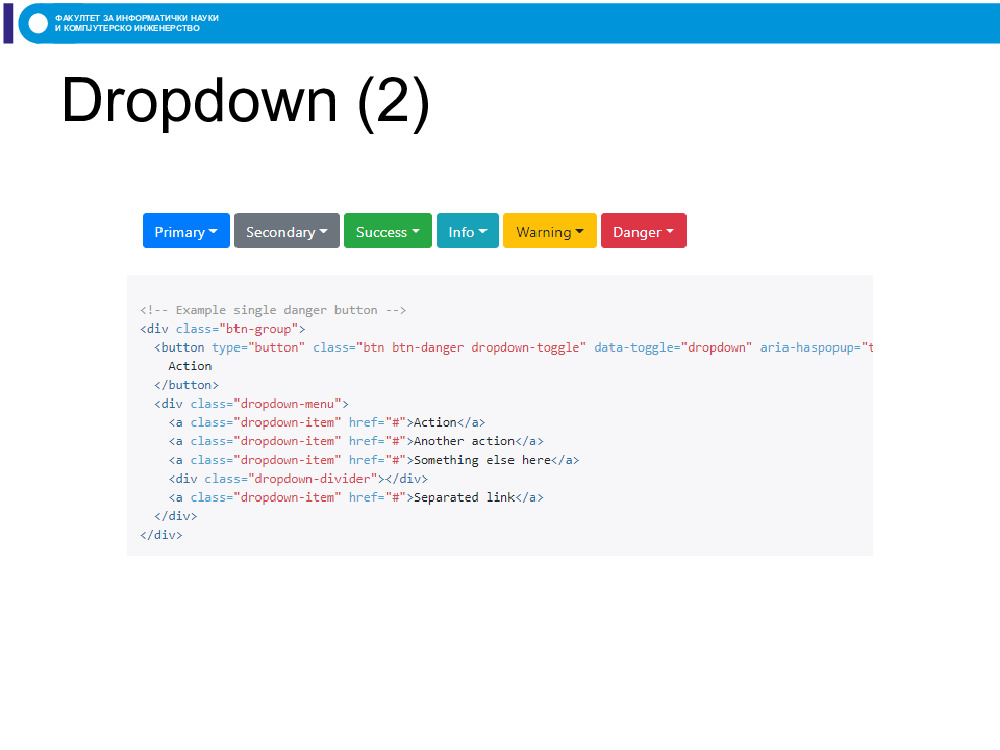 ФАКУЛТЕТ ЗА ИНФОРМАТИЧКИ НАУКИ
И КОМПЈУТЕРСКО ИНЖЕНЕРСТВО
Dropdown (2)
Primary Secondary Success Info Warning Danger
<!-- Example single danger button -->
<div class="btn-group">
  <button type="button" class="btn btn-danger dropdown-toggle" data-toggle="dropdown" aria-haspopup="t
    Action
  </button>
  <div class="dropdown-menu">
    <a class="dropdown-item" href="#">Action</a>
    <a class="dropdown-item" href="#">Another action</a>
    <a class="dropdown-item" href="#">Something else here</a>
    <div class="dropdown-divider"></div>
    <a class="dropdown-item" href="#">Separated link</a>
  </div>
</div>